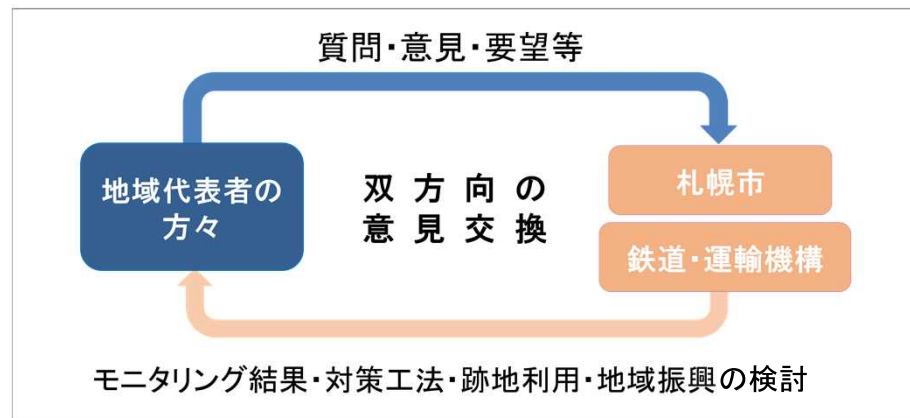 質問・意見・要望等
地域代表者の
方々
双方向の
意見交換
札幌市
鉄道・運輸機構
モニタリング結果・対策工法・跡地利用・地域振興の検討